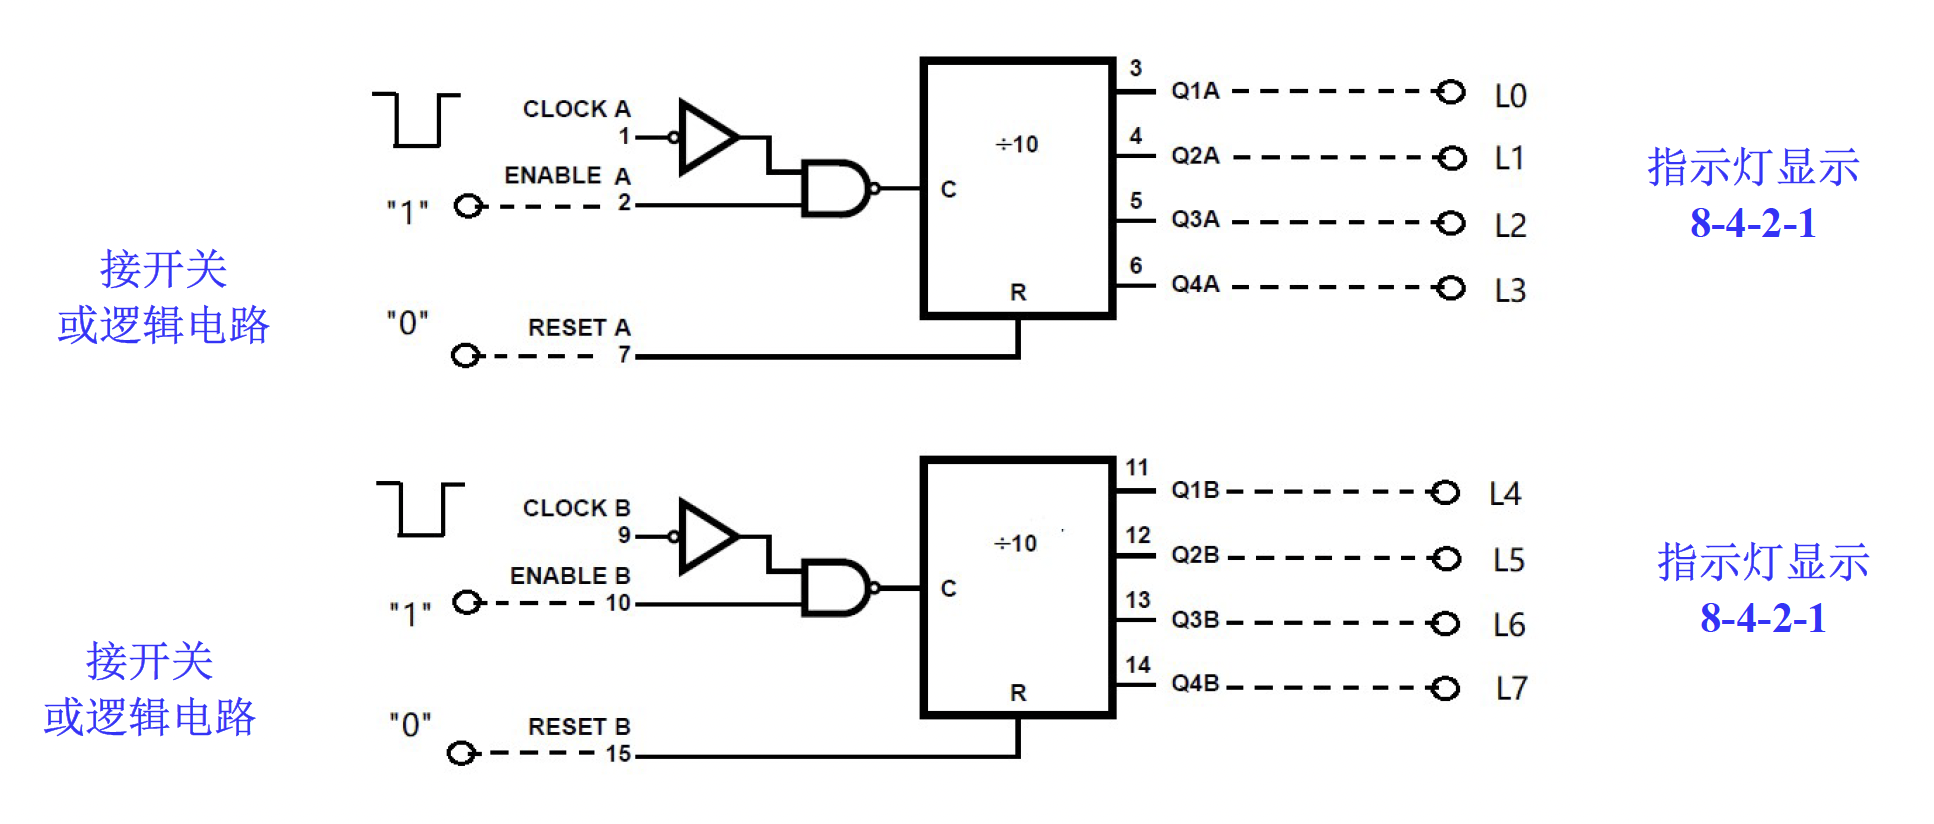 CLOCK A
1
ENABLE A
"1"
2
接开关
或逻辑电路
"0"
RESET A
7
÷10
C
R
3
Q1A
L0
4
Q2A
L1
5
Q3A
L2
6
Q4A
L3
指示灯显示
8-4-2-1
CLOCK B
9
ENABLE B
"1"
10
接开关
或逻辑电路
"0"
RESET B
15
÷10
C
R
11
Q1B
L4
12
Q2B
L5
13
Q3B
L6
14
Q4B
L7
指示灯显示
8-4-2-1